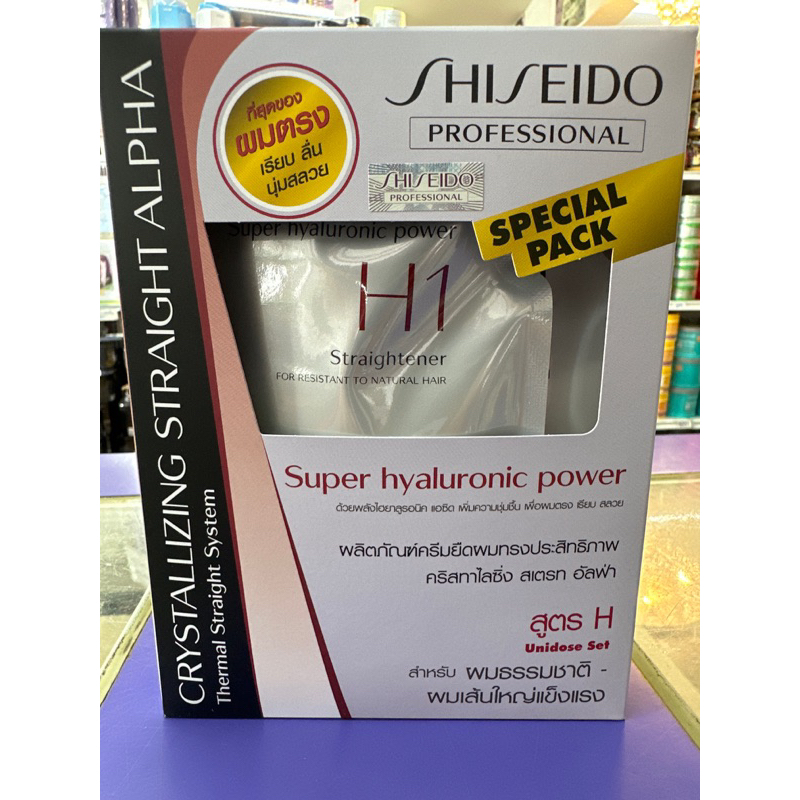 CRYSTALLIZING STRAIGHT ALPHA
Thermal Straight System
ที่สุดของ
ผมตรง
เรียบ ลื่น
นุ่มสลวย
SHISEIDO
PROFESSIONAL
SHISEIDO
PROFESSIONAL
SPECIAL
PACK
Super hyaluronic power
H1
Straightener
FOR RESISTANT TO NATURAL HAIR
Super hyaluronic power
ด้วยพลังไฮยาลูรอนิค แอซิด เพิ่มความชุ่มชื้น เพื่อผมตรง เรียบ สลวย
ผลิตภัณฑ์ครีมยืดผมทรงประสิทธิภาพ
คริสทาไลซิ่ง สเตรท อัลฟ่า
สูตร H
Unidose Set
สำหรับ ผมธรรมชาติ -
ผมเส้นใหญ่แข็งแรง